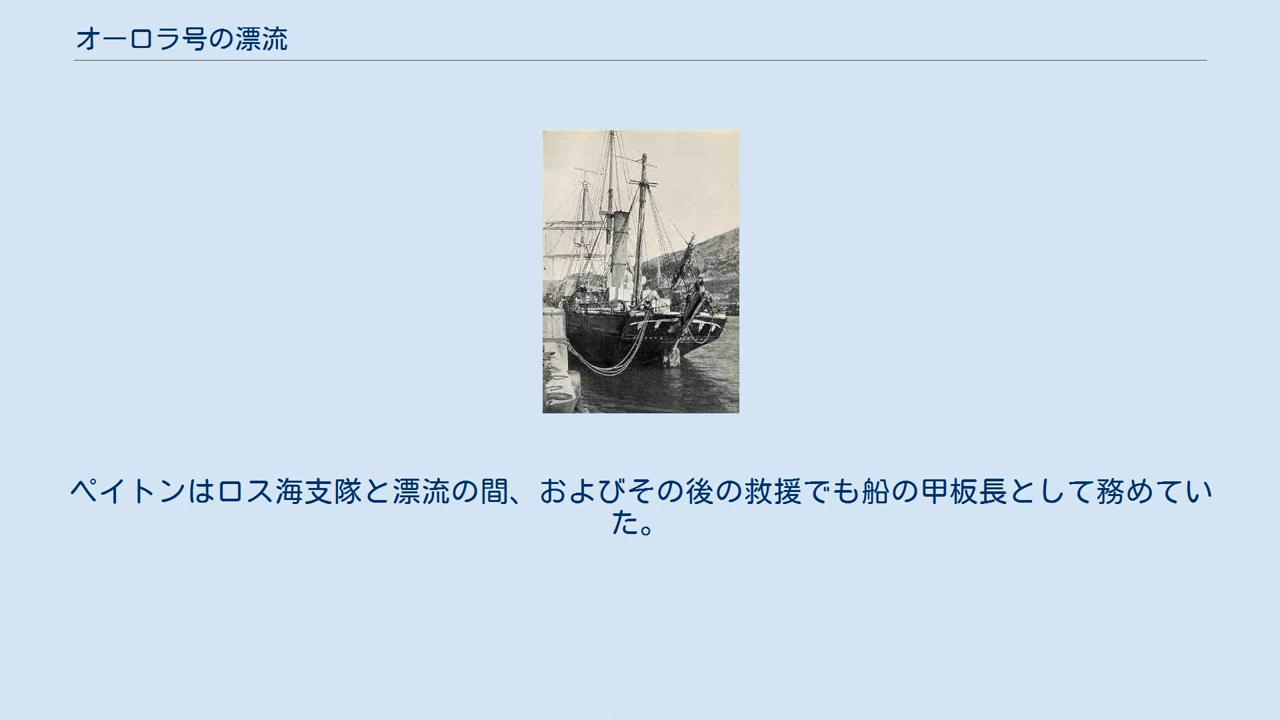 オーロラ号の漂流
ペイトンはロス海支隊と漂流の間、およびその後の救援でも船の甲板長として務めてい
た。